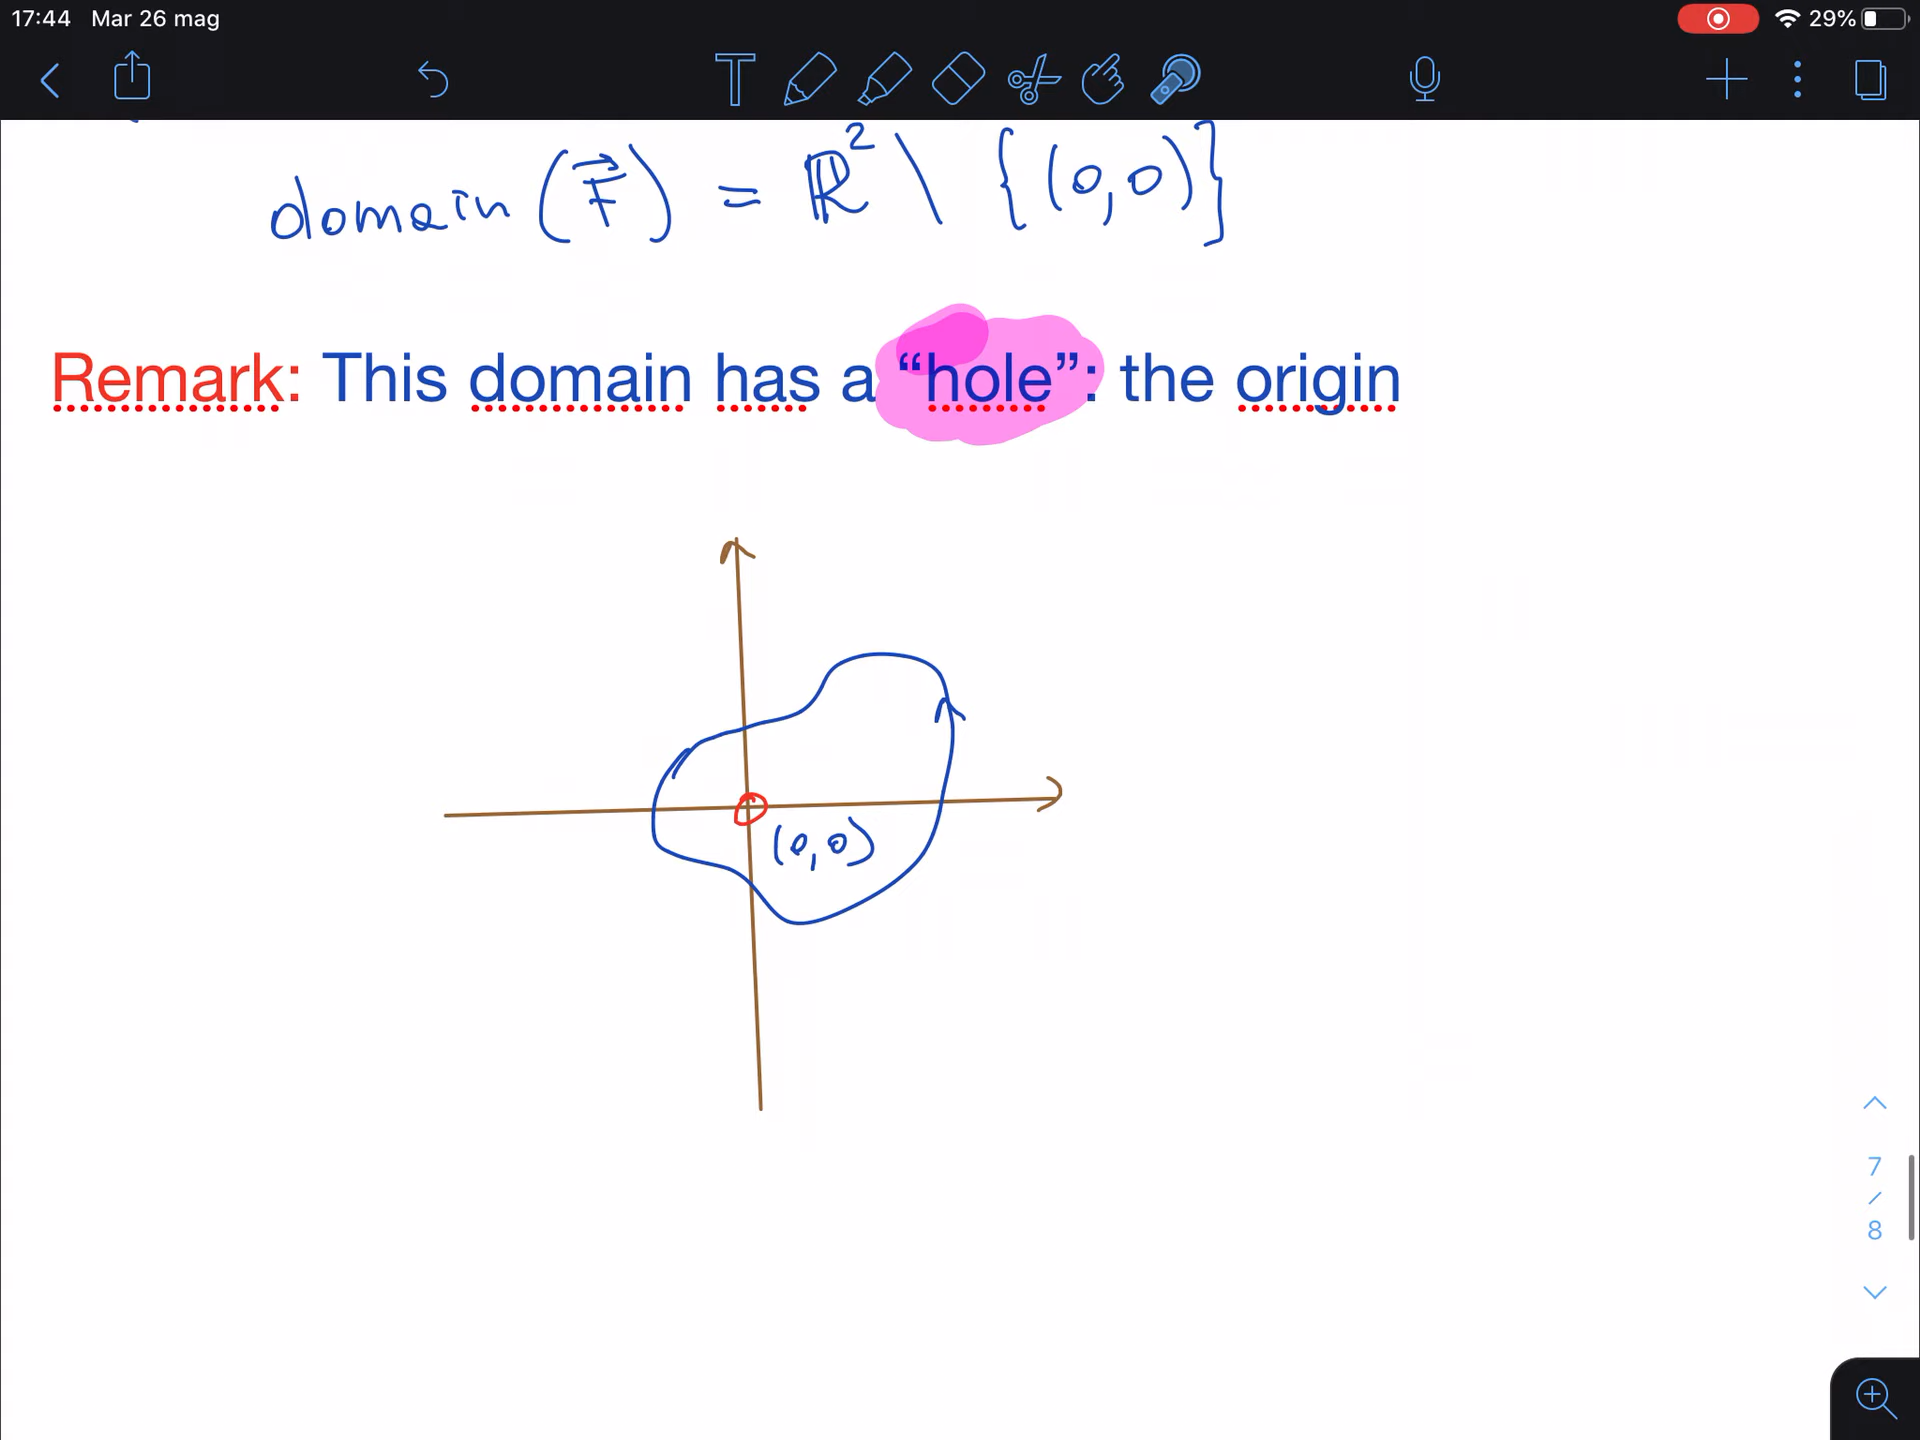 17:44 Mar 26 mag 29%
T
domain (F⃗) = ℝ² \ {(0,0)}
Remark: This domain has a “hole”: the origin
(0,0)
7
/
8